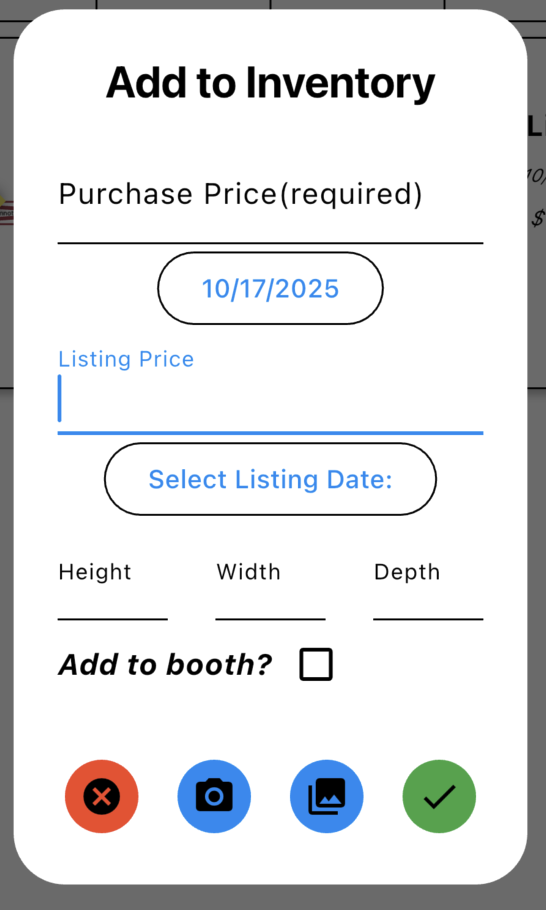 Add to Inventory
Purchase Price(required)
10/17/2025
Listing Price
Select Listing Date:
Height Width Depth
Add to booth?